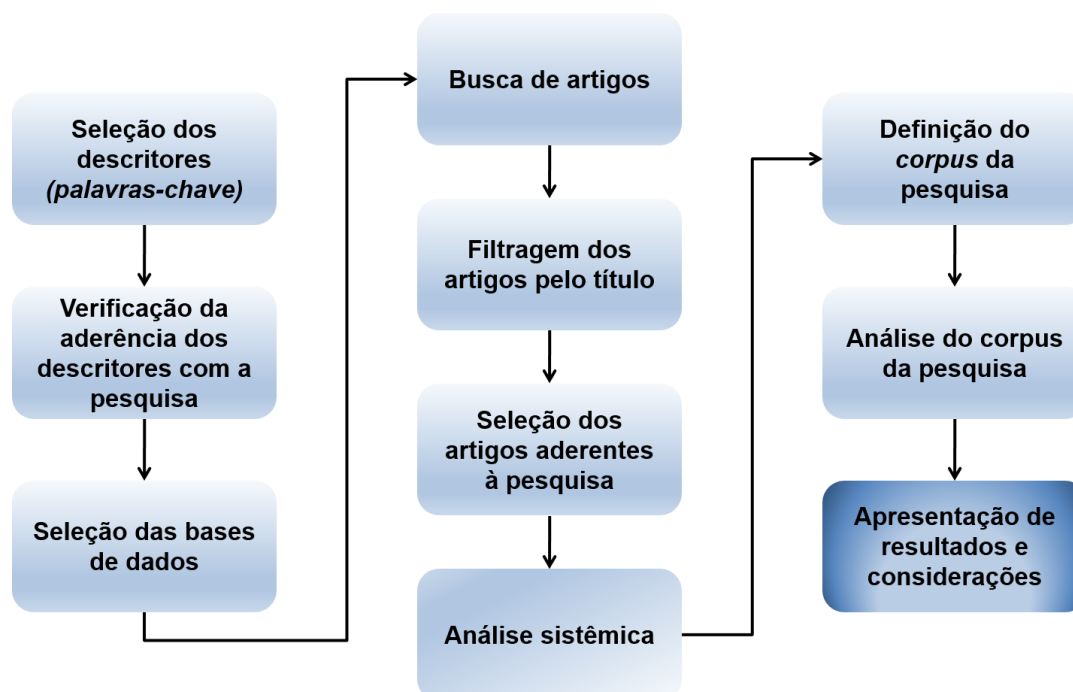 Seleção dos
descritores
(palavras-chave)
Verificação da
aderência dos
descritores com a
pesquisa
Seleção das bases
de dados
Busca de artigos
Filtragem dos
artigos pelo título
Seleção dos
artigos aderentes
à pesquisa
Análise sistêmica
Definição do
corpus da
pesquisa
Análise do corpus
da pesquisa
Apresentação de
resultados e
considerações